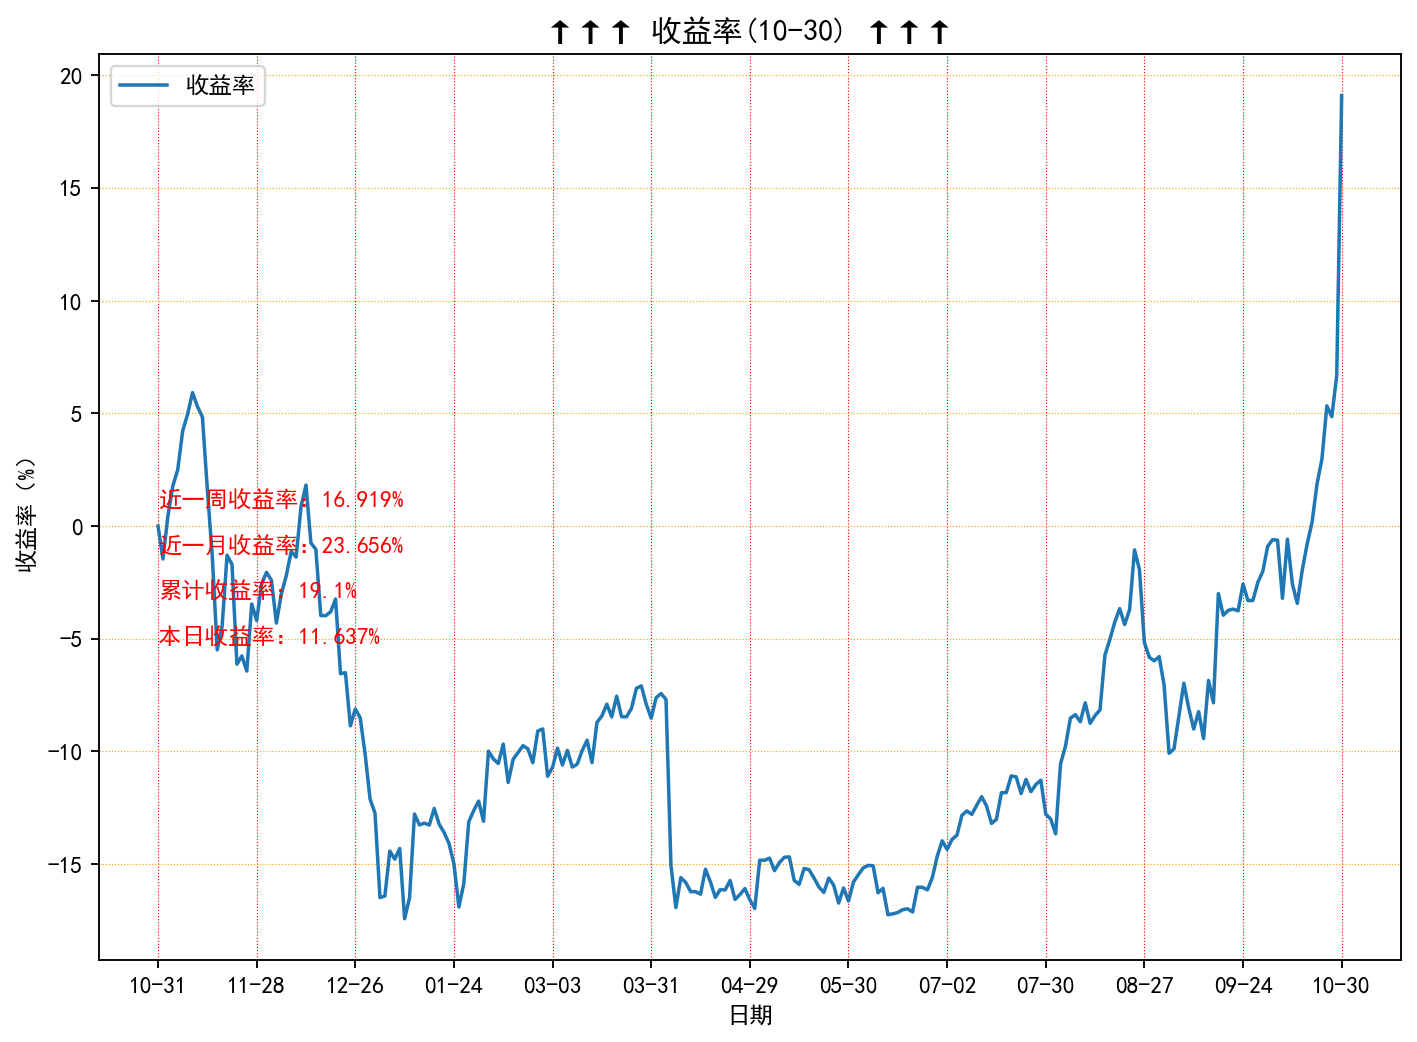 ↑ ↑ ↑ 收益率(10-30) ↑ ↑ ↑
收益率
20
15
10
5
0
-5
-10
-15
收益率（%）
近一周收益率：16.919%
近一月收益率：23.656%
累计收益率：19.1%
本日收益率：11.637%
10-31 11-28 12-26 01-24 03-03 03-31 04-29 05-30 07-02 07-30 08-27 09-24 10-30
日期